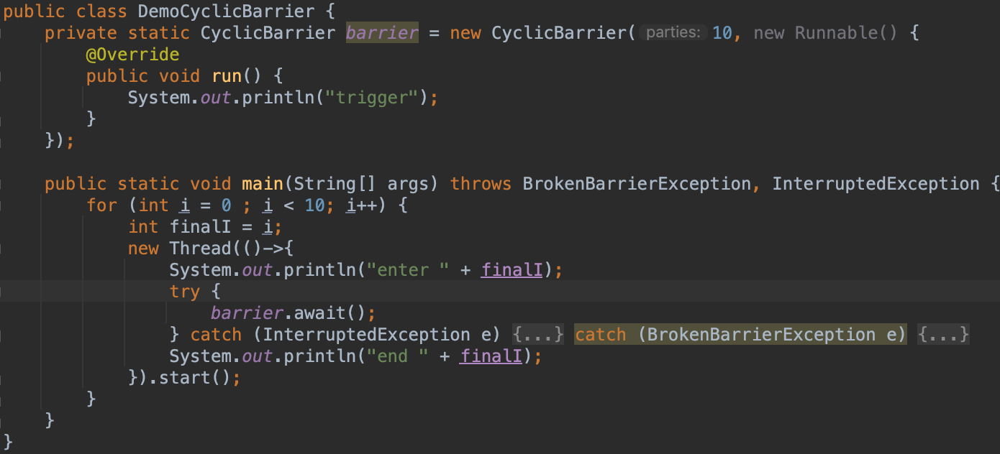 public class DemoCyclicBarrier {
    private static CyclicBarrier barrier = new CyclicBarrier( parties: 10, new Runnable() {
        @Override
        public void run() {
            System.out.println("trigger");
        }
    });

    public static void main(String[] args) throws BrokenBarrierException, InterruptedException {
        for (int i = 0 ; i < 10; i++) {
            int finalI = i;
            new Thread(()->{
                System.out.println("enter " + finalI);
                try {
                    barrier.await();
                } catch (InterruptedException e) {...} catch (BrokenBarrierException e) {...}
                System.out.println("end " + finalI);
            }).start();
        }
    }
}